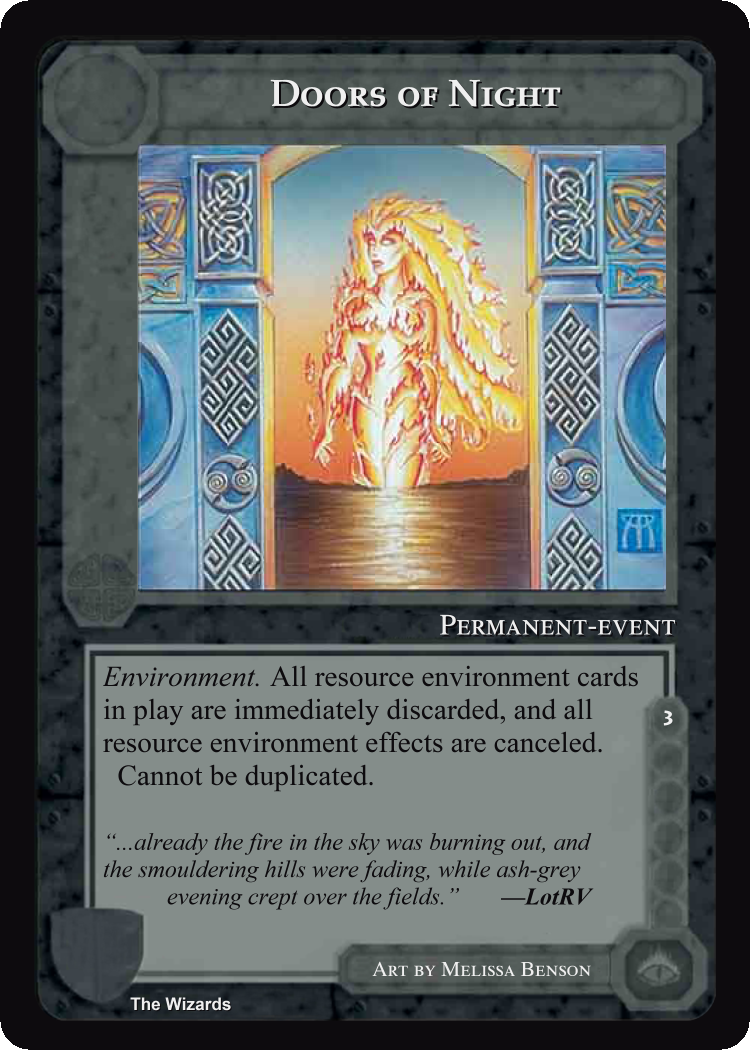 Doors of Night
Permanent-event
Environment. All resource environment cards
in play are immediately discarded, and all
resource environment effects are canceled.
Cannot be duplicated.
3
“...already the fire in the sky was burning out, and
the smouldering hills were fading, while ash-grey
evening crept over the fields.” —LotRV
Art by Melissa Benson
The Wizards